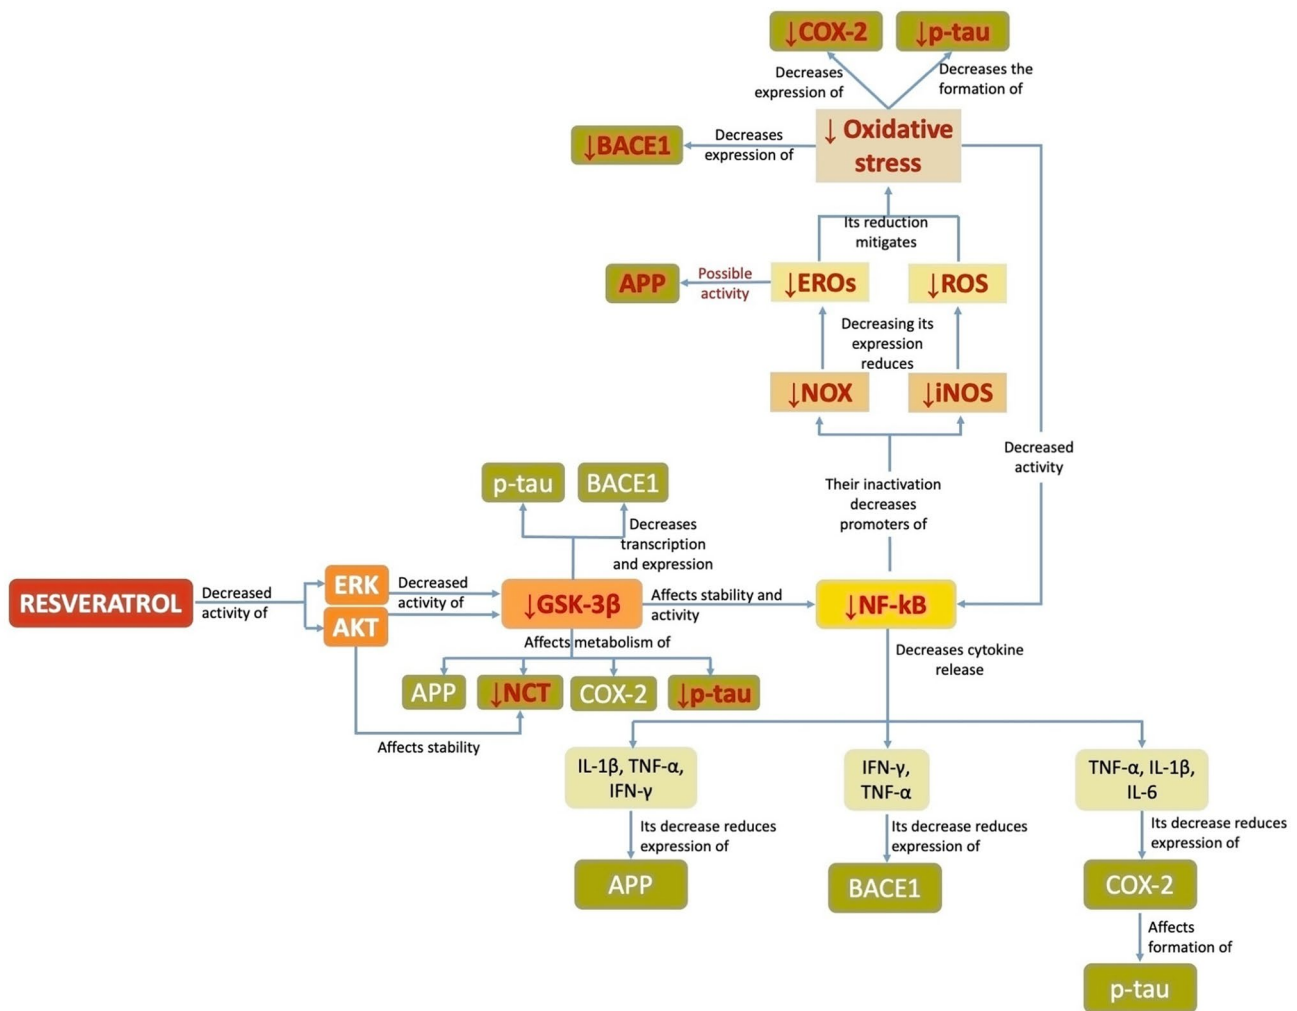 ↓COX-2
↓p-tau
Decreases
expression of
Decreases the
formation of
↓ Oxidative
stress
↓BACE1
Decreases
expression of
Its reduction
mitigates
APP
Possible
activity
↓EROs
↓ROS
Decreasing its
expression
reduces
↓NOX
↓iNOS
Decreased
activity
Their inactivation
decreases
promoters of
p-tau
BACE1
Decreases
transcription
and expression
RESVERATROL
Decreased
activity of
ERK
AKT
Decreased
activity of
↓GSK-3β
Affects stability and
activity
↓NF-kB
Affects metabolism of
Decreases cytokine
release
APP
↓NCT
COX-2
↓p-tau
Affects stability
IL-1β, TNF-α,
IFN-γ
IFN-γ,
TNF-α
TNF-α, IL-1β,
IL-6
Its decrease reduces
expression of
Its decrease reduces
expression of
Its decrease reduces
expression of
APP
BACE1
COX-2
Affects
formation of
p-tau